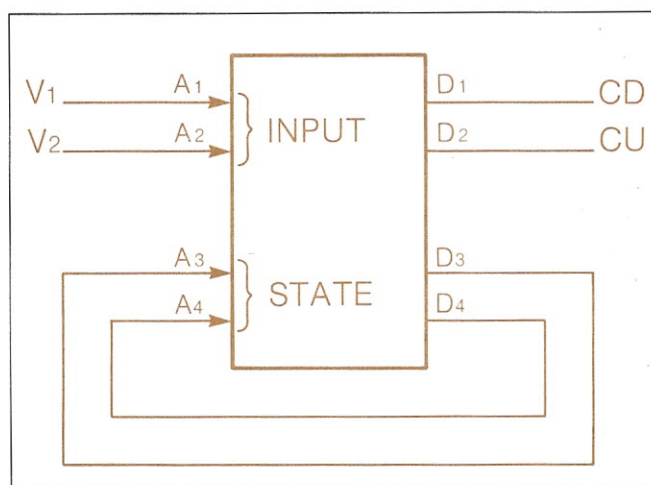 V1 A1 D1 CD
V2 A2 INPUT D2 CU
A3 D3
A4 STATE D4